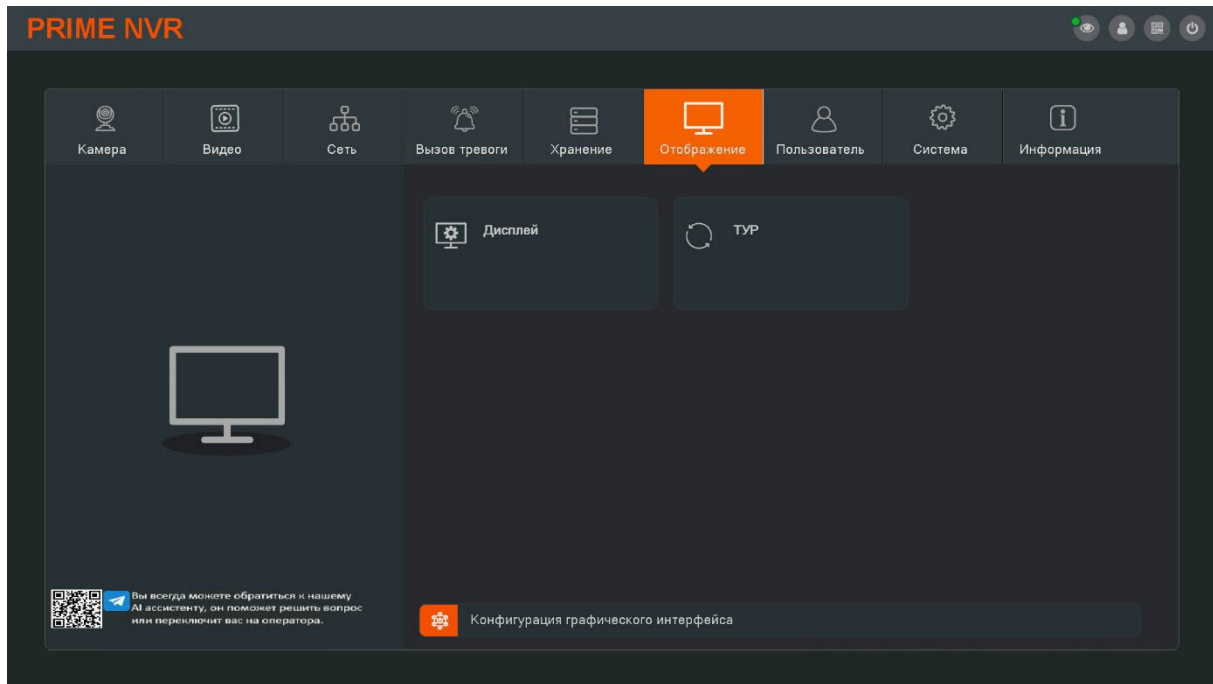 PRIME NVR
Камера
Видео
Сеть
Вызов тревоги
Хранение
Отображение
Пользователь
Система
Информация
Дисплей
ТУР
Вы всегда можете обратиться к нашему
AI ассистенту, он поможет решить вопрос
или переключит вас на оператора.
Конфигурация графического интерфейса